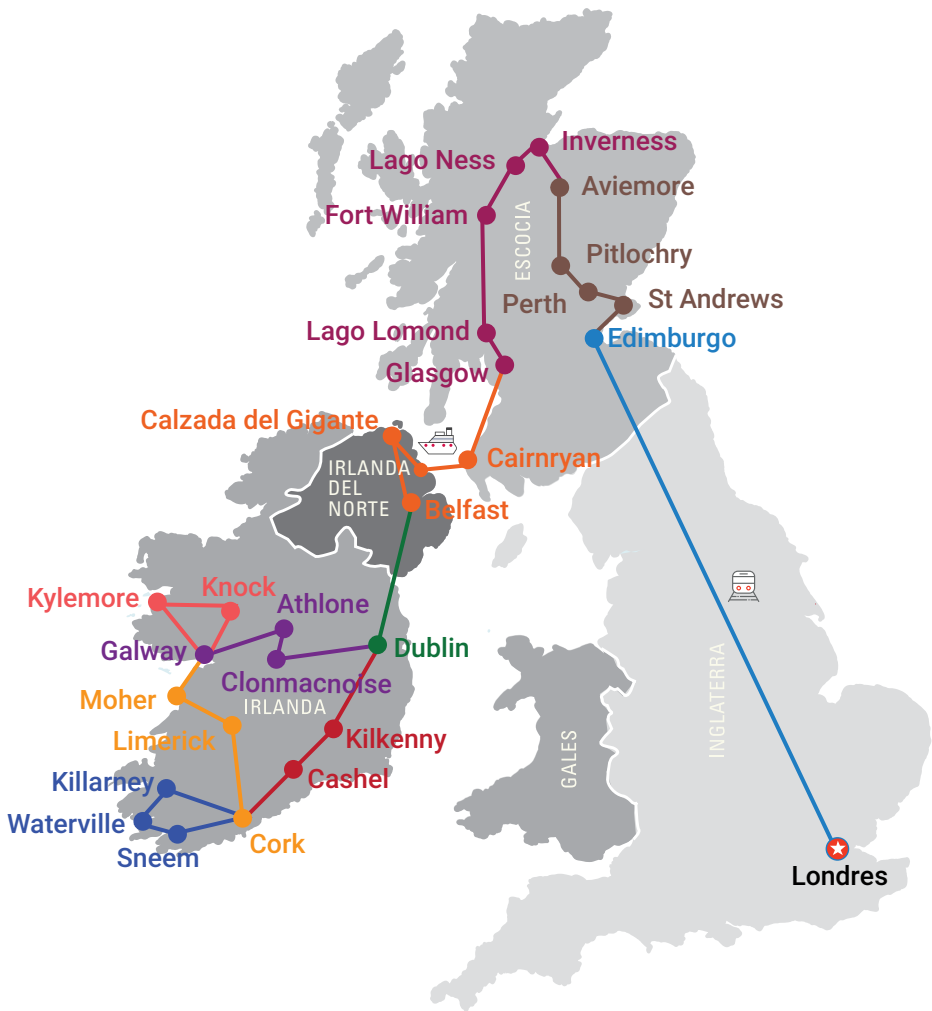 Inverness
Lago Ness
Aviemore
Fort William
ESCOCIA
Pitlochry
Perth
St Andrews
Lago Lomond
Edimburgo
Glasgow
Calzada del Gigante
Cairnryan
IRLANDA
DEL
NORTE
Belfast
Knock
Kylemore
Athlone
Galway
Dublin
Clonmacnoise
Moher
IRLANDA
Limerick
Kilkenny
INGLATERRA
GALES
Killarney
Cashel
Waterville
Cork
Sneem
Londres